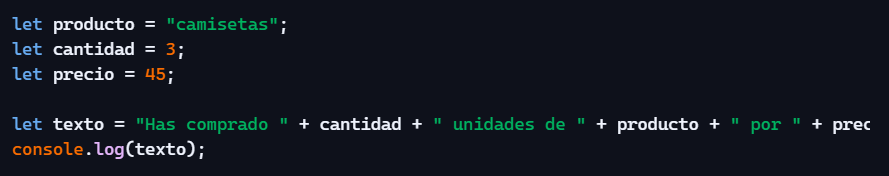 let producto = "camisetas";
let cantidad = 3;
let precio = 45;
let texto = "Has comprado " + cantidad + " unidades de " + producto + " por " + prec
console.log(texto);